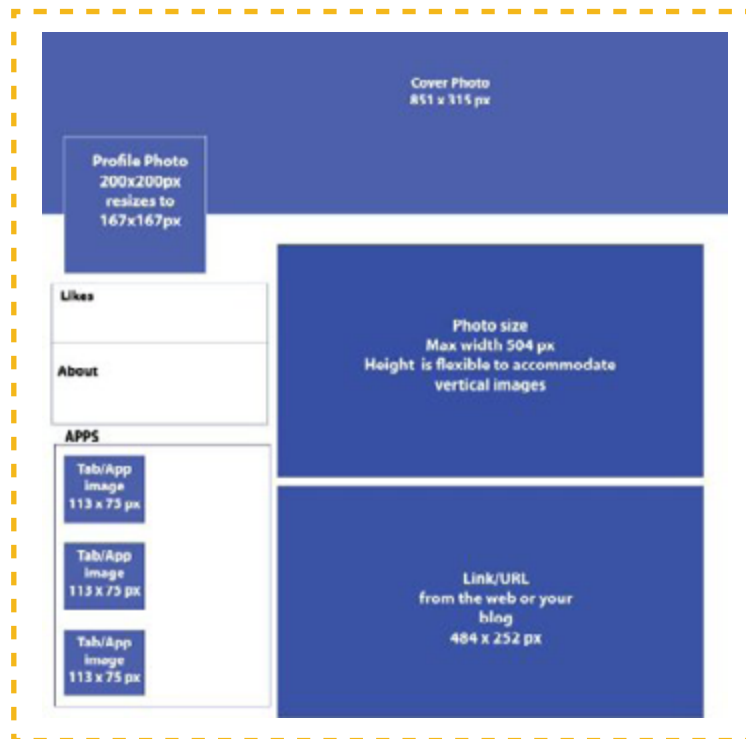 Cover Photo
851 x 315 px
Profile Photo
200x200px
resizes to
167x167px
Likes
About
APPS
Tab/App
image
113 x 75 px
Tab/App
image
113 x 75 px
Tab/App
image
113 x 75 px
Photo size
Max width 504 px
Height is flexible to accommodate
vertical images
Link/URL
from the web or your
blog
484 x 252 px